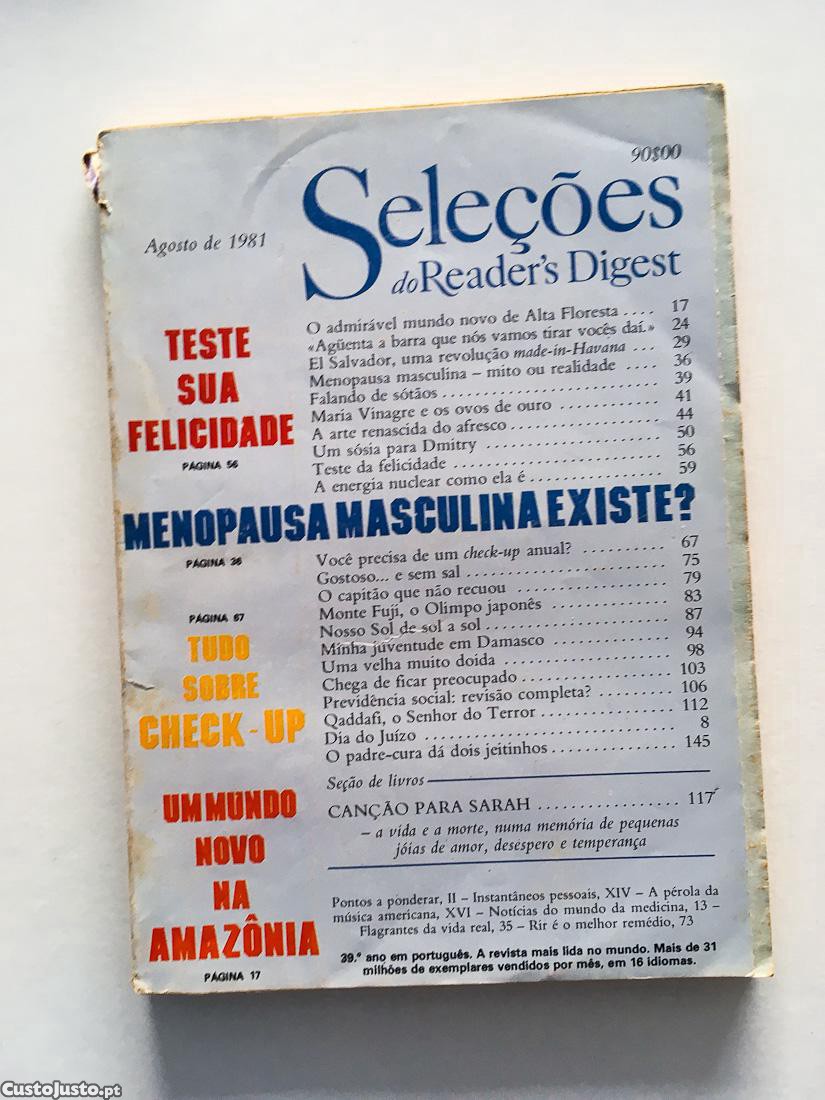 90$00
Agosto de 1981
Seleções
do Reader's Digest
TESTE
SUA
FELICIDADE
PÁGINA 56
O admirável mundo novo de Alta Floresta .... 17
«Agüenta a barra que nós vamos tirar vocês daí.» 24
El Salvador, uma revolução made-in-Havana ... 29
Menopausa masculina – mito ou realidade .... 36
Falando de sótãos .............................. 39
Maria Vinagre e os ovos de ouro ............. 41
A arte renascida do afresco .................... 44
Um sósia para Dmitry ......................... 50
Teste da felicidade ............................. 56
A energia nuclear como ela é .................. 59
MENOPAUSA MASCULINA EXISTE?
PÁGINA 36
Você precisa de um check-up anual? .......... 67
Gostoso... e sem sal ........................... 75
O capitão que não recuou ..................... 79
Monte Fuji, o Olimpo japonês ................ 83
Nosso Sol de sol a sol ......................... 87
Minha juventude em Damasco ............... 94
Uma velha muito doida ....................... 98
Chega de ficar preocupado .................... 103
Previdência social: revisão completa? ......... 106
Qaddafi, o Senhor do Terror ................. 112
Dia do Juízo ................................... 8
O padre-cura dá dois jeitinhos ................ 145
PÁGINA 67
TUDO
SOBRE
CHECK-UP
Seção de livros
CANÇÃO PARA SARAH .................. 117
– a vida e a morte, numa memória de pequenas
jóias de amor, desespero e temperança
UM MUNDO
NOVO
NA
AMAZÔNIA
PÁGINA 17
Pontos a ponderar, II – Instantâneos pessoais, XIV – A pérola da
música americana, XVI – Notícias do mundo da medicina, 13 –
Flagrantes da vida real, 35 – Rir é o melhor remédio, 73
39.º ano em português. A revista mais lida no mundo. Mais de 31
milhões de exemplares vendidos por mês, em 16 idiomas.
CustoJusto.pt